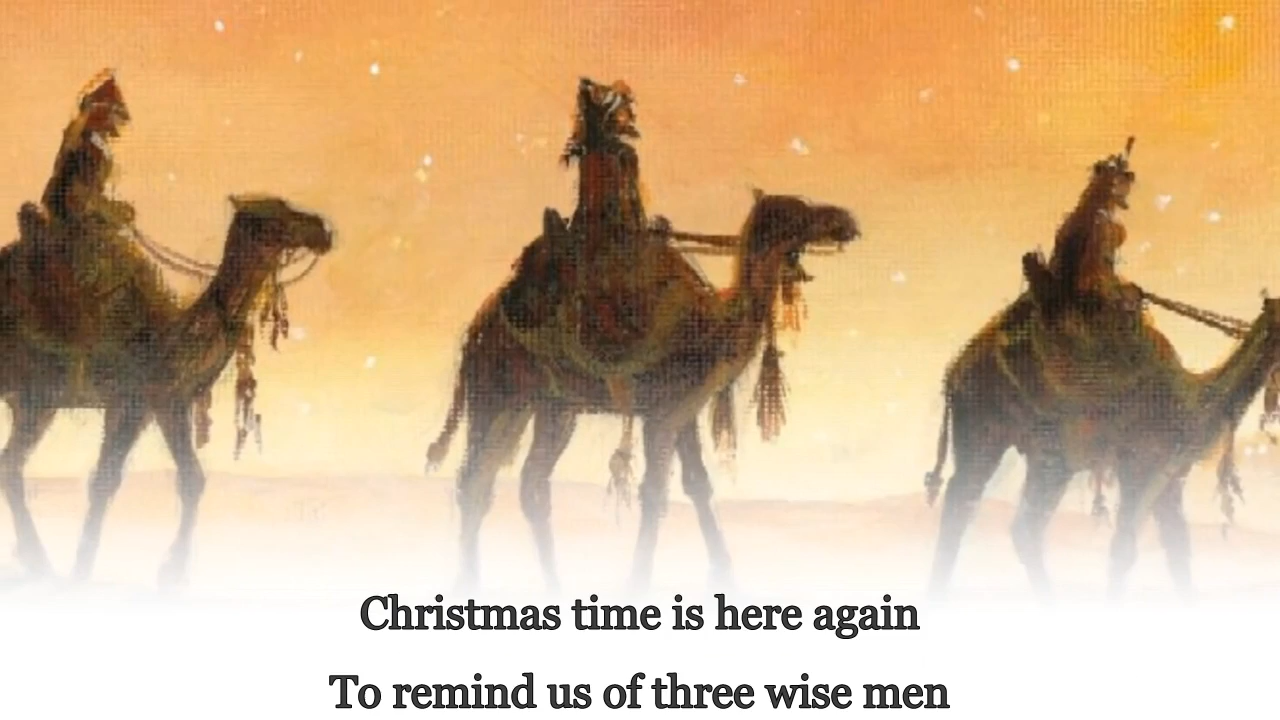 Christmas time is here again
To remind us of three wise men